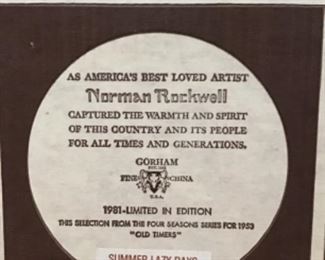 AS AMERICA'S BEST LOVED ARTIST
Norman Rockwell
CAPTURED THE WARMTH AND SPIRIT
OF THIS COUNTRY AND ITS PEOPLE
FOR ALL TIMES AND GENERATIONS.
GORHAM
FINE CHINA
U.S.A.
1981-LIMITED IN EDITION
THIS SELECTION FROM THE FOUR SEASONS SERIES FOR 1953
"OLD TIMERS"
SUMMER LAZY DAYS